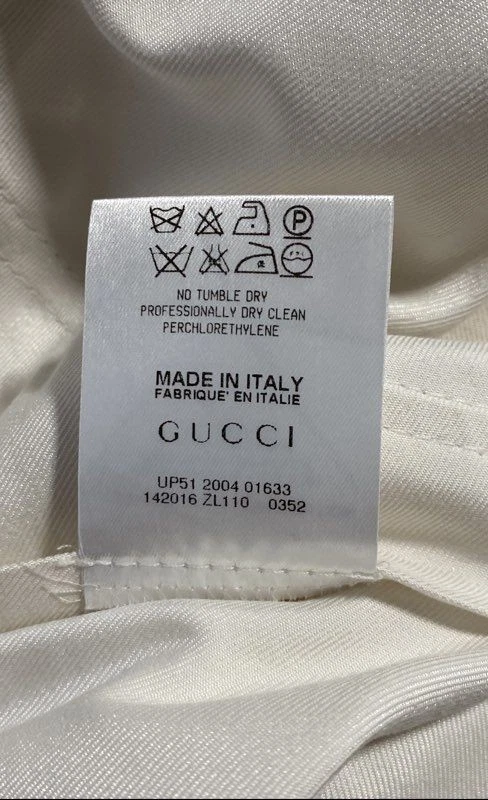 P
NO TUMBLE DRY
PROFESSIONALLY DRY CLEAN
PERCHLORETHYLENE
MADE IN ITALY
FABRIQUE' EN ITALIE
GUCCI
UP51 2004 01633
142016 ZL110 0352